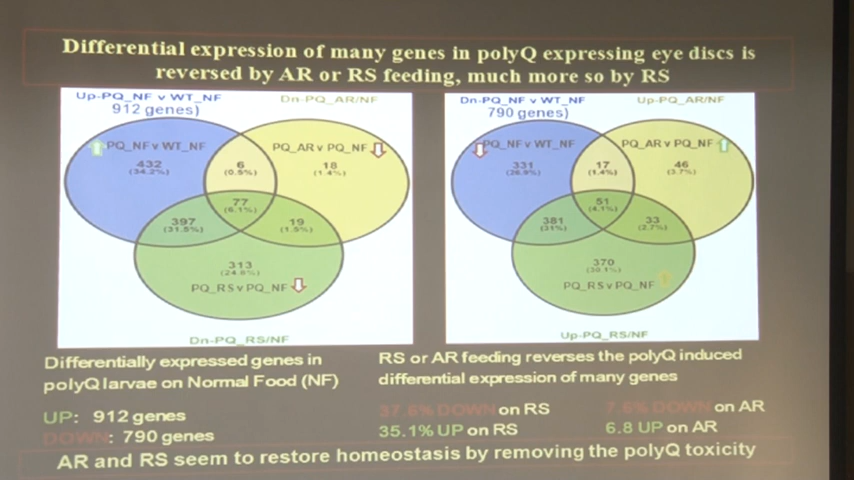 Differential expression of many genes in polyQ expressing eye discs is
reversed by AR or RS feeding, much more so by RS
Up-PQ_NF v WT_NF
912 genes)
Dn-PQ_AR/NF
PQ_NF v WT_NF
432
(34.2%)
6
(0.5%)
PQ_AR v PQ_NF
18
(1.4%)
77
(6.1%)
397
(31.5%)
19
(1.5%)
313
(24.8%)
PQ_RS v PQ_NF
Dn-PQ_RS/NF
Dn-PQ_NF v WT_NF
790 genes)
Up-PQ_AR/NF
PQ_NF v WT_NF
331
(26.9%)
17
(1.4%)
PQ_AR v PQ_NF
46
(3.7%)
51
(4.1%)
381
(31%)
33
(2.7%)
370
(30.1%)
PQ_RS v PQ_NF
Up-PQ_RS/NF
Differentially expressed genes in
polyQ larvae on Normal Food (NF)
UP: 912 genes
DOWN: 790 genes
RS or AR feeding reverses the polyQ induced
differential expression of many genes
37.6% DOWN on RS
7.6% DOWN on AR
35.1% UP on RS
6.8 UP on AR
AR and RS seem to restore homeostasis by removing the polyQ toxicity